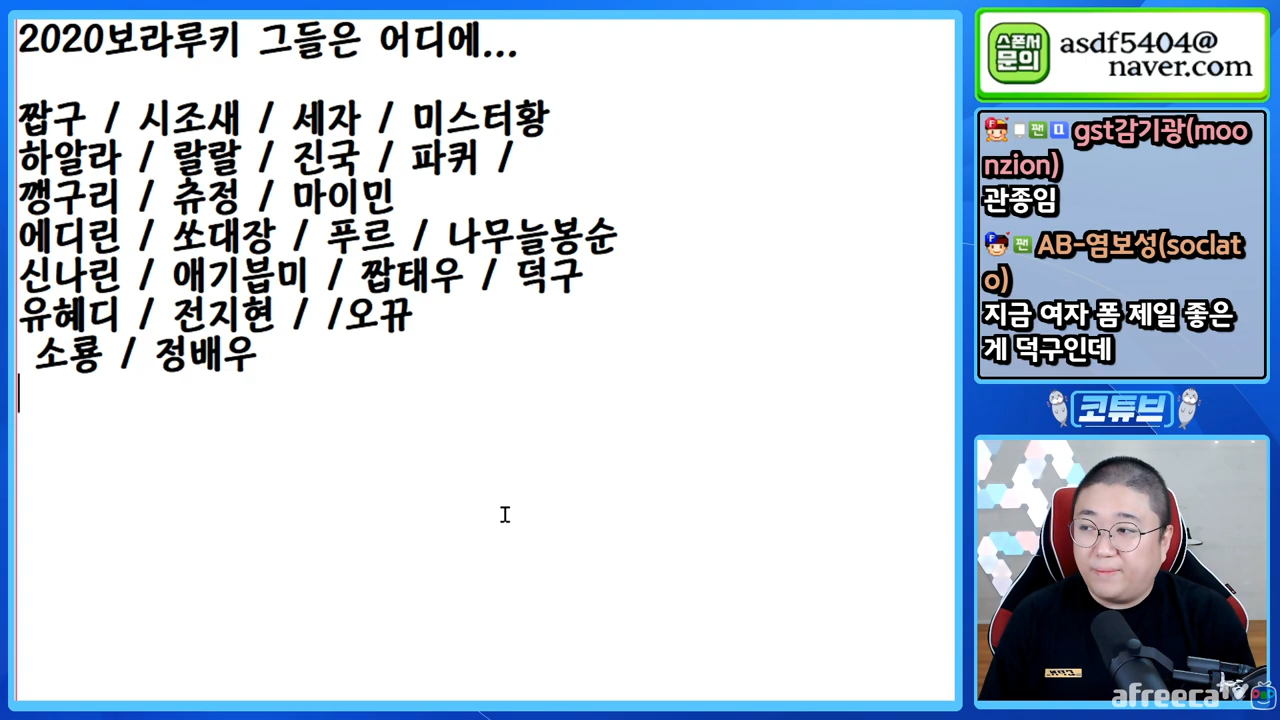 2020보라루키 그들은 어디에...
짭구 / 시조새 / 세자 / 미스터황
하알라 / 랄랄 / 진국 / 파퀴 /
깽구리 / 츄정 / 마이민
에디린 / 쏘대장 / 푸르 / 나무늘봉순
신나린 / 애기븝미 / 짭태우 / 덕구
유혜디 / 전지현 / /오뀨
소룡 / 정배우
스폰서
문의
asdf5404@
naver.com
팬 gst감기광(moo
nzion)
관종임
팬 AB-염보성(soclat
o)
지금 여자 폼 제일 좋은
게 덕구인데
코튜브
afreecaTV